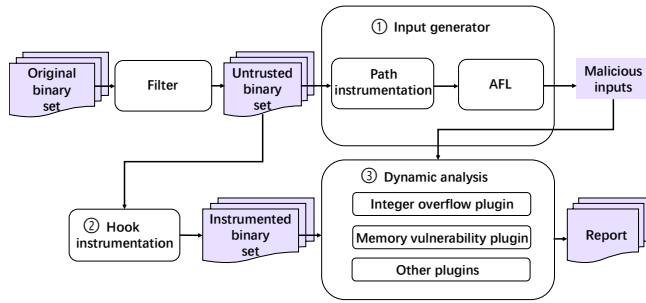 ① Input generator
Original
binary
set
Filter
Untrusted
binary
set
Path
instrumentation
AFL
Malicious
inputs
② Hook
instrumentation
Instrumented
binary
set
③ Dynamic analysis
Integer overflow plugin
Memory vulnerability plugin
Other plugins
Report